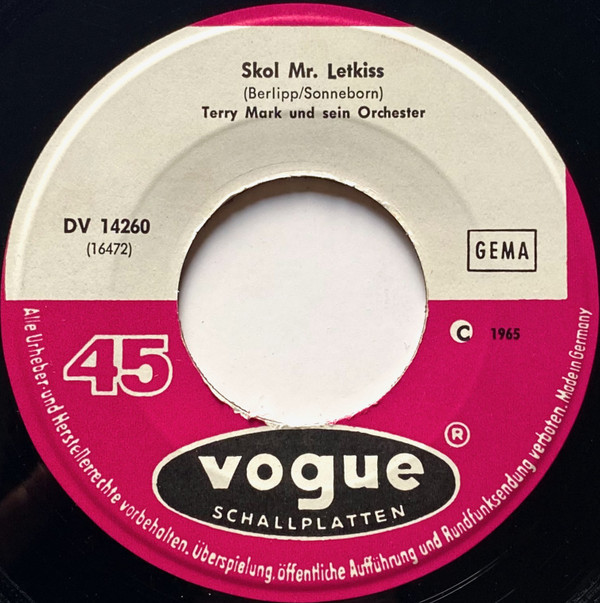 Skol Mr. Letkiss
(Berlipp/Sonneborn)
Terry Mark und sein Orchester
DV 14260
(16472)
GEMA
45
C 1965
vogue ®
SCHALLPLATTEN
Alle Urheber- und Herstellerrechte vorbehalten. Überspielung, öffentliche Aufführung und Rundfunksendung verboten. Made in Germany